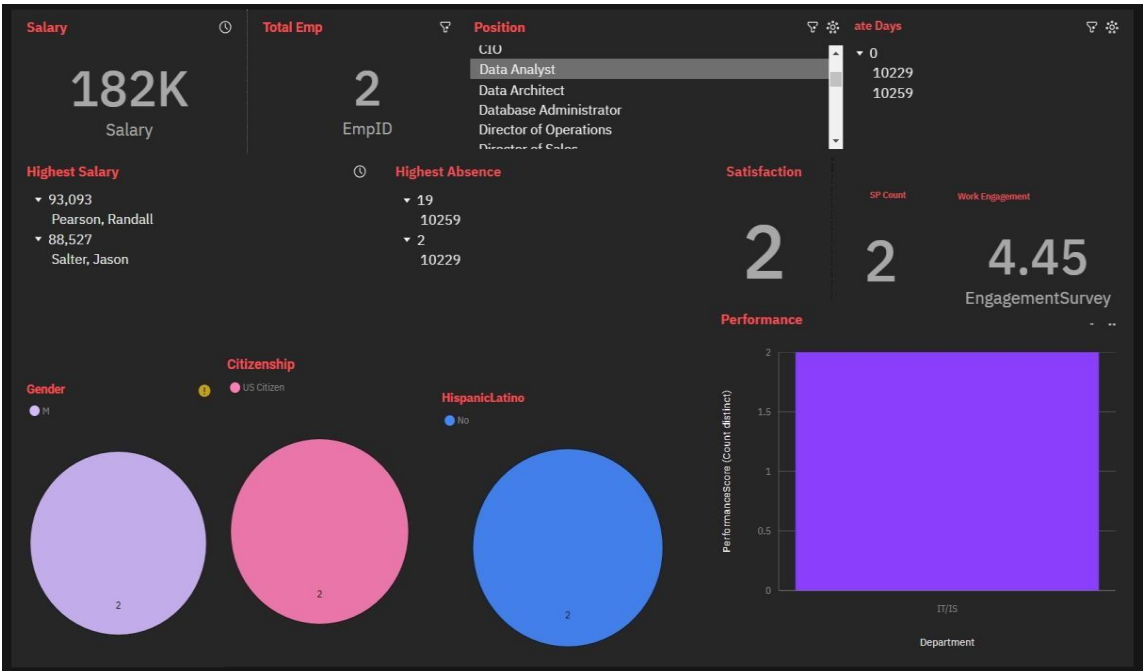 Salary
182K
Salary
Total Emp
2
EmpID
Position
CIO
Data Analyst
Data Architect
Database Administrator
Director of Operations
Director of Sales
ate Days
0
10229
10259
Highest Salary
93,093
Pearson, Randall
88,527
Salter, Jason
Highest Absence
19
10259
2
10229
Satisfaction
2
SP Count
2
Work Engagement
4.45
EngagementSurvey
Gender
M
2
Citizenship
US Citizen
2
HispanicLatino
No
2
Performance
PerformanceScore (Count distinct)
2
1.5
1
0.5
0
IT/IS
Department